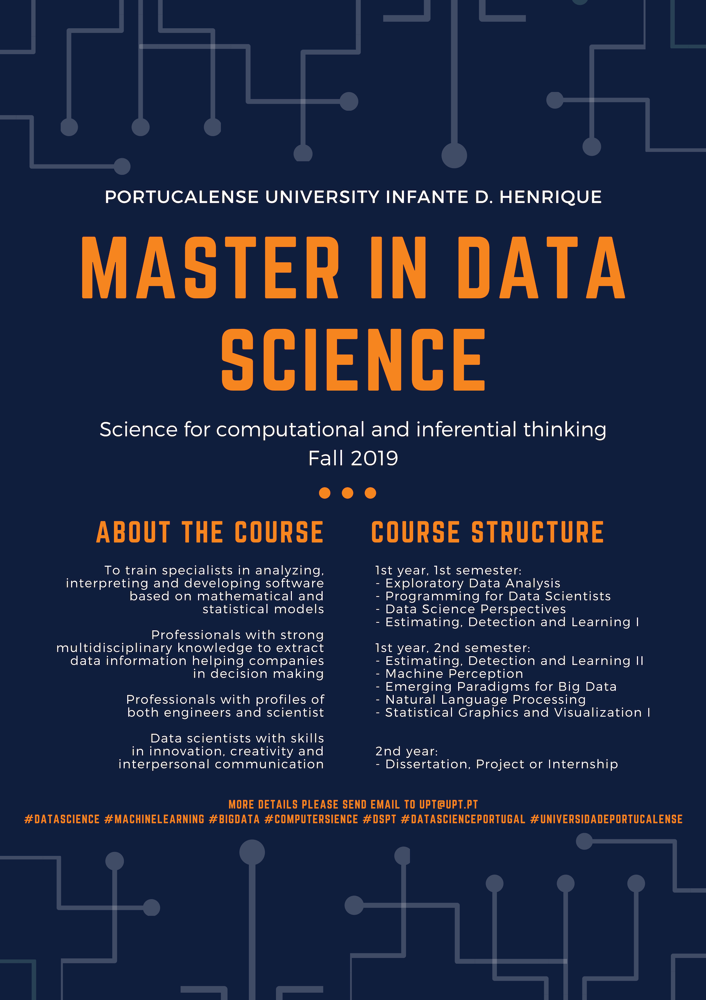 PORTUCALENSE UNIVERSITY INFANTE D. HENRIQUE
MASTER IN DATA
SCIENCE
Science for computational and inferential thinking
Fall 2019
ABOUT THE COURSE
To train specialists in analyzing,
interpreting and developing software
based on mathematical and
statistical models
Professionals with strong
multidisciplinary knowledge to extract
data information helping companies
in decision making
Professionals with profiles of
both engineers and scientist
Data scientists with skills
in innovation, creativity and
interpersonal communication
COURSE STRUCTURE
1st year, 1st semester:
- Exploratory Data Analysis
- Programming for Data Scientists
- Data Science Perspectives
- Estimating, Detection and Learning I
1st year, 2nd semester:
- Estimating, Detection and Learning II
- Machine Perception
- Emerging Paradigms for Big Data
- Natural Language Processing
- Statistical Graphics and Visualization I
2nd year:
- Dissertation, Project or Internship
MORE DETAILS PLEASE SEND EMAIL TO UPT@UPT.PT
#DATASCIENCE #MACHINELEARNING #BIGDATA #COMPUTERSIENCE #DSPT #DATASCIENCEPORTUGAL #UNIVERSIDADEPORTUCALENSE